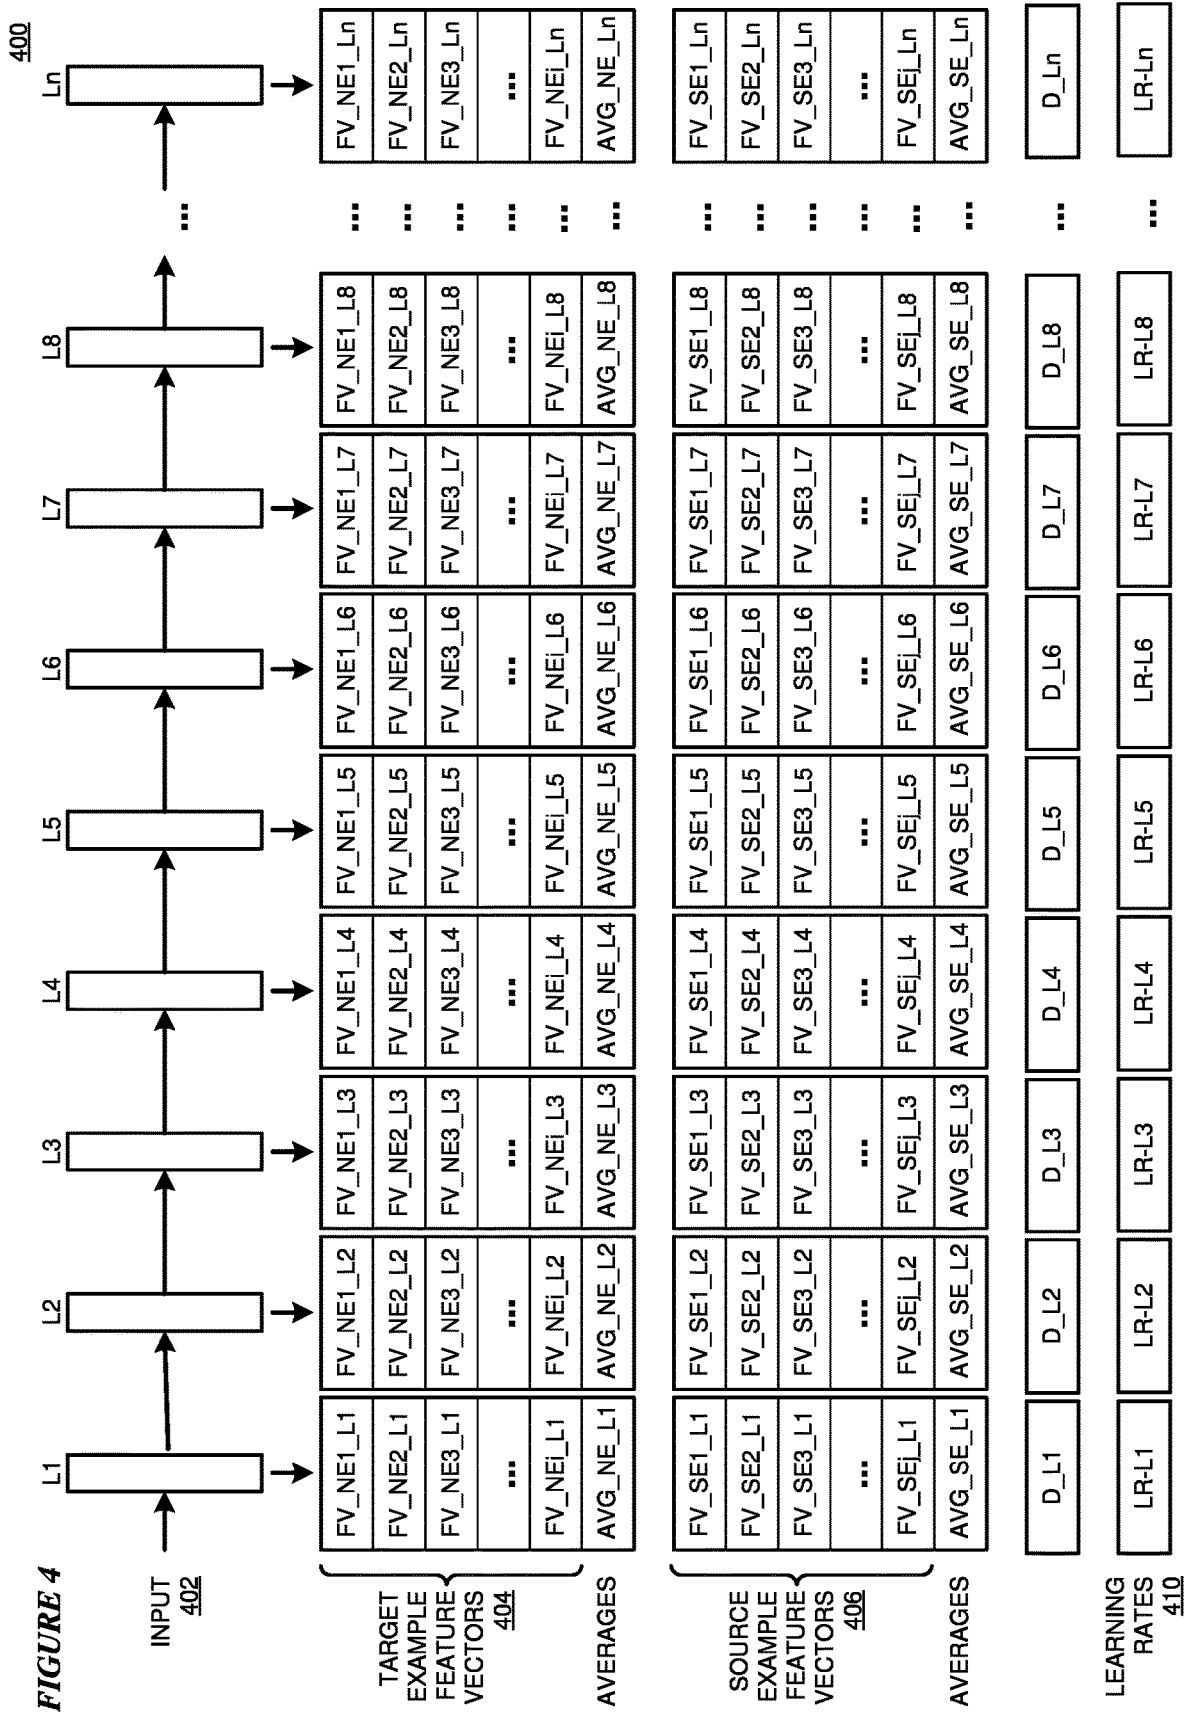 FIGURE 4
400
INPUT
402
L1 L2 L3 L4 L5 L6 L7 L8 ... Ln
TARGET
EXAMPLE
FEATURE
VECTORS
404
FV_NE1_L1 FV_NE1_L2 FV_NE1_L3 FV_NE1_L4 FV_NE1_L5 FV_NE1_L6 FV_NE1_L7 FV_NE1_L8 ... FV_NE1_Ln
FV_NE2_L1 FV_NE2_L2 FV_NE2_L3 FV_NE2_L4 FV_NE2_L5 FV_NE2_L6 FV_NE2_L7 FV_NE2_L8 ... FV_NE2_Ln
FV_NE3_L1 FV_NE3_L2 FV_NE3_L3 FV_NE3_L4 FV_NE3_L5 FV_NE3_L6 FV_NE3_L7 FV_NE3_L8 ... FV_NE3_Ln
... ... ... ... ... ... ... ... ... ...
FV_NEi_L1 FV_NEi_L2 FV_NEi_L3 FV_NEi_L4 FV_NEi_L5 FV_NEi_L6 FV_NEi_L7 FV_NEi_L8 ... FV_NEi_Ln
AVERAGES AVG_NE_L1 AVG_NE_L2 AVG_NE_L3 AVG_NE_L4 AVG_NE_L5 AVG_NE_L6 AVG_NE_L7 AVG_NE_L8 ... AVG_NE_Ln
SOURCE
EXAMPLE
FEATURE
VECTORS
406
FV_SE1_L1 FV_SE1_L2 FV_SE1_L3 FV_SE1_L4 FV_SE1_L5 FV_SE1_L6 FV_SE1_L7 FV_SE1_L8 ... FV_SE1_Ln
FV_SE2_L1 FV_SE2_L2 FV_SE2_L3 FV_SE2_L4 FV_SE2_L5 FV_SE2_L6 FV_SE2_L7 FV_SE2_L8 ... FV_SE2_Ln
FV_SE3_L1 FV_SE3_L2 FV_SE3_L3 FV_SE3_L4 FV_SE3_L5 FV_SE3_L6 FV_SE3_L7 FV_SE3_L8 ... FV_SE3_Ln
... ... ... ... ... ... ... ... ... ...
FV_SEj_L1 FV_SEj_L2 FV_SEj_L3 FV_SEj_L4 FV_SEj_L5 FV_SEj_L6 FV_SEj_L7 FV_SEj_L8 ... FV_SEj_Ln
AVERAGES AVG_SE_L1 AVG_SE_L2 AVG_SE_L3 AVG_SE_L4 AVG_SE_L5 AVG_SE_L6 AVG_SE_L7 AVG_SE_L8 ... AVG_SE_Ln
D_L1 D_L2 D_L3 D_L4 D_L5 D_L6 D_L7 D_L8 ... D_Ln
LEARNING
RATES
410
LR-L1 LR-L2 LR-L3 LR-L4 LR-L5 LR-L6 LR-L7 LR-L8 ... LR-Ln